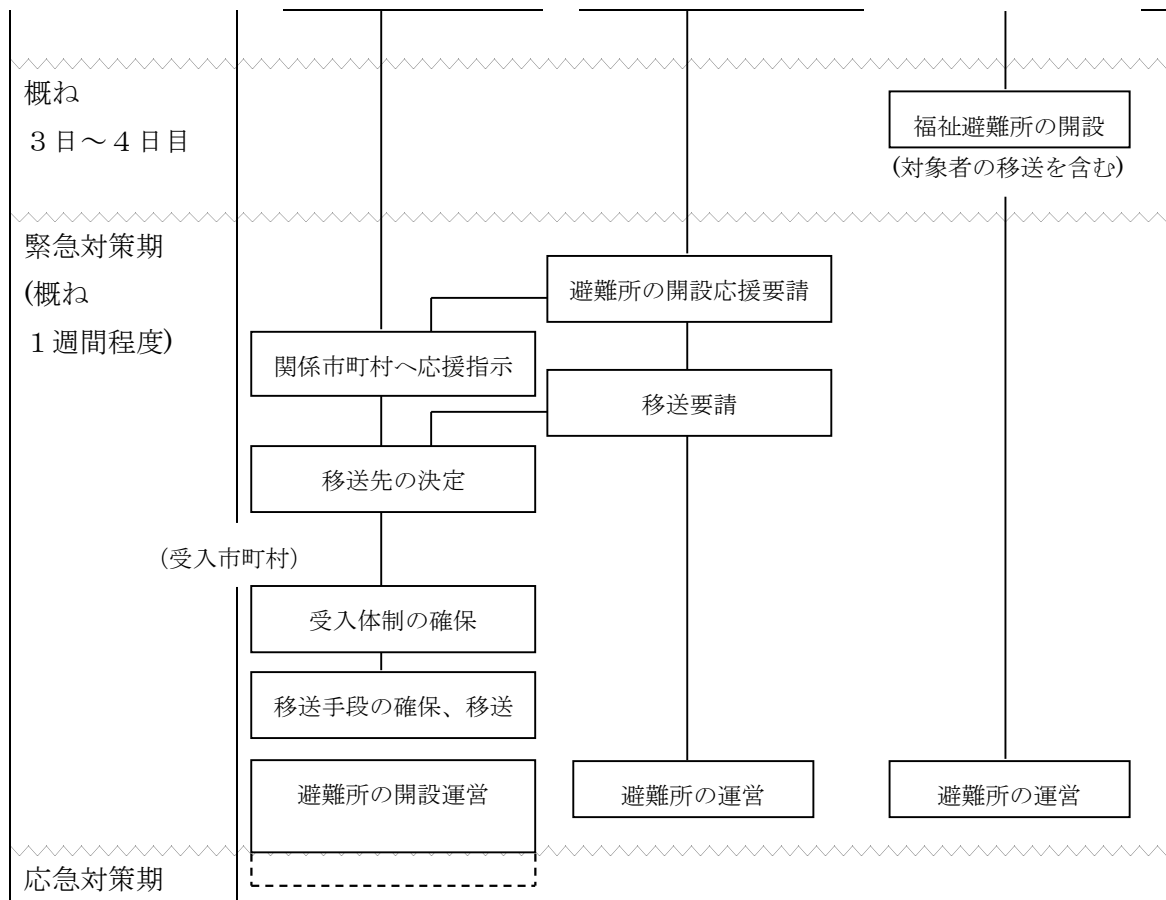 概ね
３日～４日目
福祉避難所の開設
(対象者の移送を含む)
緊急対策期
(概ね
１週間程度)
避難所の開設応援要請
関係市町村へ応援指示
移送要請
移送先の決定
(受入市町村)
受入体制の確保
移送手段の確保、移送
避難所の開設運営
避難所の運営
避難所の運営
応急対策期